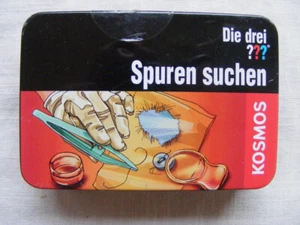 Die drei
???
Spuren suchen
KOSMOS